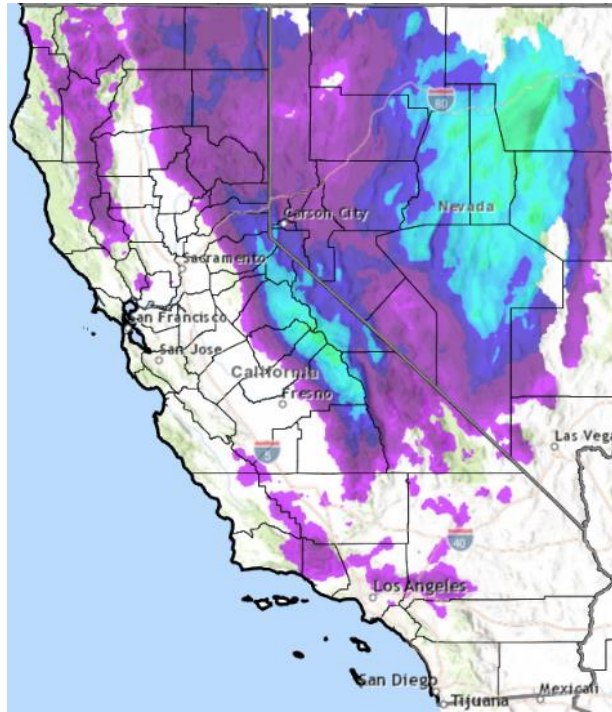 80
Carson City
Nevada
Sacramento
San Francisco
San Jose
California
Fresno
Las Vega
5
40
Los Angeles
San Diego
Tijuana
Mexicali